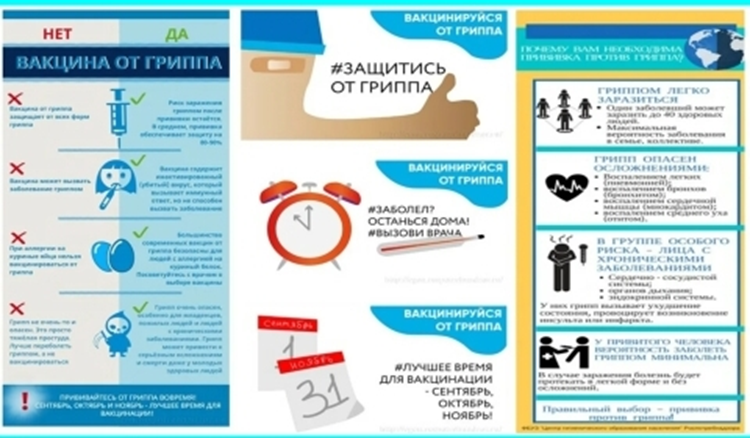 НЕТ ДА
ВАКЦИНА ОТ ГРИППА
Вакцина от гриппа
защищает от всех форм
гриппа
Риск заражения
гриппом после
прививки остаётся.
В среднем, прививка
обеспечивает защиту на
Вакцина может вызвать
заболевание гриппом
Вакцина содержит
инактивированный
(убитый) вирус, который
вызывает иммунный
ответ, но не способен
вызвать заболевание
При аллергии на
куриные яйца нельзя
вакцинироваться от
гриппа
Большинство
современных вакцин от
гриппа безопасны для
людей с аллергией на
куриный белок.
Посоветуйтесь с врачом о
выборе вакцины
Грипп не очень-то и
опасен. Это просто
тяжёлая простуда.
Лучше переболеть
гриппом, а не
вакцинироваться
Грипп очень опасен,
особенно для младенцев,
пожилых людей и людей
с хроническими
заболеваниями. Грипп
может привести к
серьёзным осложнениям
и смерти даже у молодых
здоровых людей
! ПРИВИВАЙТЕСЬ ОТ ГРИППА ВОВРЕМЯ!
СЕНТЯБРЬ, ОКТЯБРЬ И НОЯБРЬ - ЛУЧШЕЕ ВРЕМЯ ДЛЯ
ВАКЦИНАЦИИ!
ВАКЦИНИРУЙСЯ
ОТ ГРИППА
#ЗАЩИТИСЬ
ОТ ГРИППА
ВАКЦИНИРУЙСЯ
ОТ ГРИППА
#ЗАБОЛЕЛ?
ОСТАНЬСЯ ДОМА!
#ВЫЗОВИ ВРАЧА
ВАКЦИНИРУЙСЯ
ОТ ГРИППА
СЕНТЯБРЬ
1
НОЯБРЬ
31
#ЛУЧШЕЕ ВРЕМЯ
ДЛЯ ВАКЦИНАЦИИ
- СЕНТЯБРЬ,
ОКТЯБРЬ,
НОЯБРЬ!
ПОЧЕМУ ВАМ НЕОБХОДИМА
ПРИВИВКА ПРОТИВ ГРИППА?
ГРИППОМ ЛЕГКО
ЗАРАЗИТЬСЯ
• Один заболевший может
заразить до 40 здоровых
людей.
• Максимальная
вероятность заболевания
в семье, коллективе.
ГРИПП ОПАСЕН
ОСЛОЖНЕНИЯМИ:
• Воспалением легких
(пневмонией);
• воспалением бронхов
(бронхитом);
• воспалением сердечной
мышцы (миокардитом);
• воспалением среднего уха
(отитом).
В ГРУППЕ ОСОБОГО
РИСКА - ЛИЦА С
ХРОНИЧЕСКИМИ
ЗАБОЛЕВАНИЯМИ
• Сердечно - сосудистой
системы;
• органов дыхания;
• эндокринной системы.
У них грипп вызывает ухудшение
состояния, провоцирует возникновение
инсульта или инфаркта.
У ПРИВИТОГО ЧЕЛОВЕКА
ВЕРОЯТНОСТЬ ЗАБОЛЕТЬ
ГРИППОМ МИНИМАЛЬНА
В случае заражения болезнь будет
протекать в легкой форме и без
осложнений.
Правильный выбор – прививка
против гриппа!